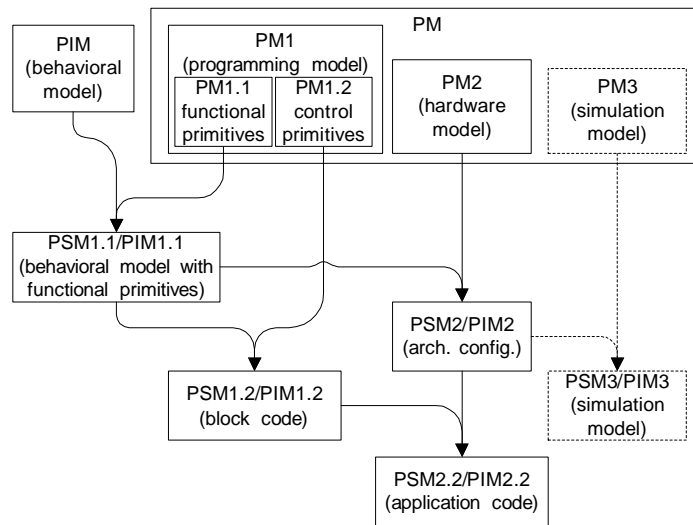 PM
PIM
(behavioral
model)
PM1
(programming model)
PM1.1
functional
primitives
PM1.2
control
primitives
PM2
(hardware
model)
PM3
(simulation
model)
PSM1.1/PIM1.1
(behavioral model with
functional primitives)
PSM2/PIM2
(arch. config.)
PSM1.2/PIM1.2
(block code)
PSM3/PIM3
(simulation
model)
PSM2.2/PIM2.2
(application code)